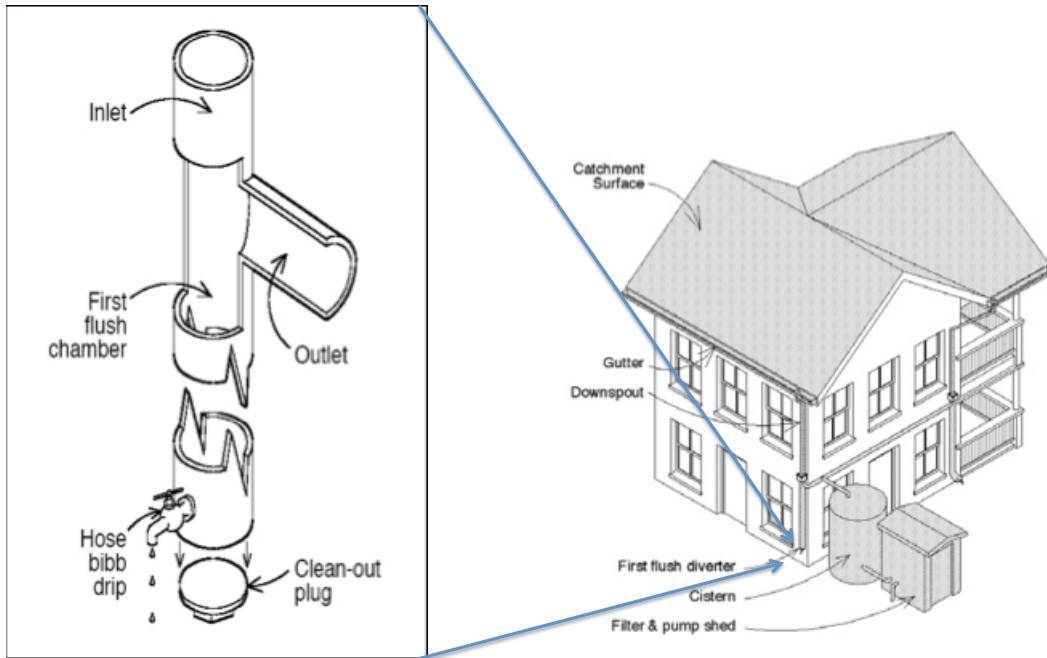 Inlet
First
flush
chamber
Outlet
Hose
bibb
drip
Clean-out
plug
Catchment
Surface
Gutter
Downspout
First flush diverter
Cistern
Filter & pump shed